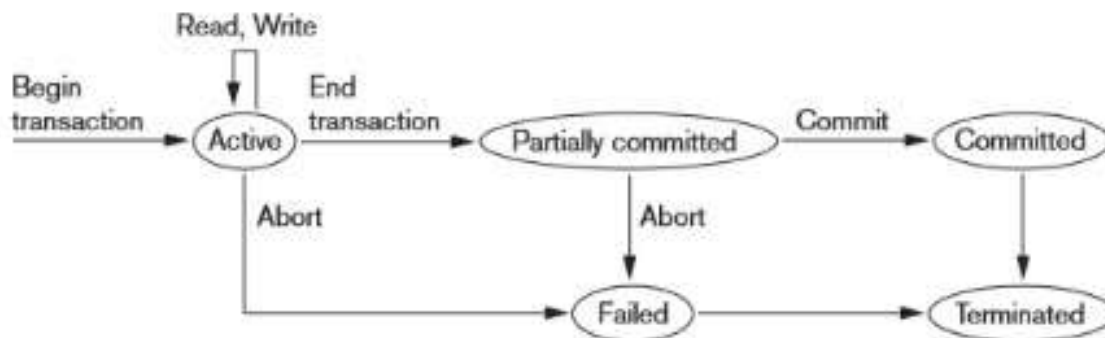 Read, Write
Begin
transaction
End
transaction
Active
Partially committed
Commit
Committed
Abort
Abort
Failed
Terminated